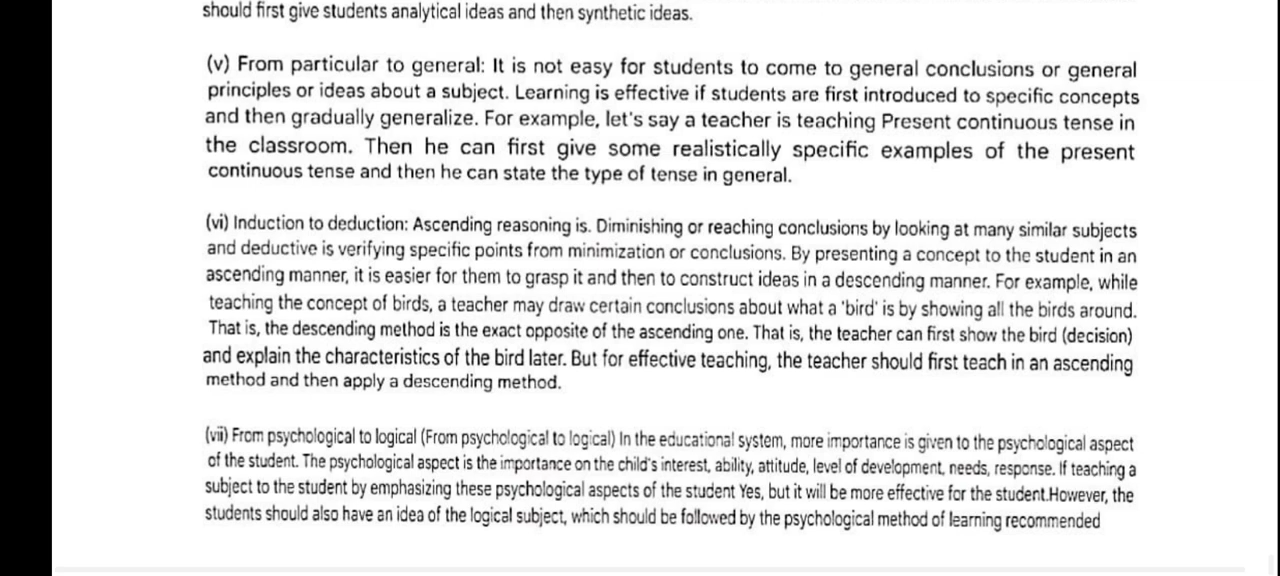 should first give students analytical ideas and then synthetic ideas.
(v) From particular to general: It is not easy for students to come to general conclusions or general
principles or ideas about a subject. Learning is effective if students are first introduced to specific concepts
and then gradually generalize. For example, let's say a teacher is teaching Present continuous tense in
the classroom. Then he can first give some realistically specific examples of the present
continuous tense and then he can state the type of tense in general.
(vi) Induction to deduction: Ascending reasoning is. Diminishing or reaching conclusions by looking at many similar subjects
and deductive is verifying specific points from minimization or conclusions. By presenting a concept to the student in an
ascending manner, it is easier for them to grasp it and then to construct ideas in a descending manner. For example, while
teaching the concept of birds, a teacher may draw certain conclusions about what a 'bird' is by showing all the birds around.
That is, the descending method is the exact opposite of the ascending one. That is, the teacher can first show the bird (decision)
and explain the characteristics of the bird later. But for effective teaching, the teacher should first teach in an ascending
method and then apply a descending method.
(vii) From psychological to logical (From psychological to logical) In the educational system, more importance is given to the psychological aspect
of the student. The psychological aspect is the importance on the child's interest, ability, attitude, level of development, needs, response. If teaching a
subject to the student by emphasizing these psychological aspects of the student Yes, but it will be more effective for the student.However, the
students should also have an idea of the logical subject, which should be followed by the psychological method of learning recommended